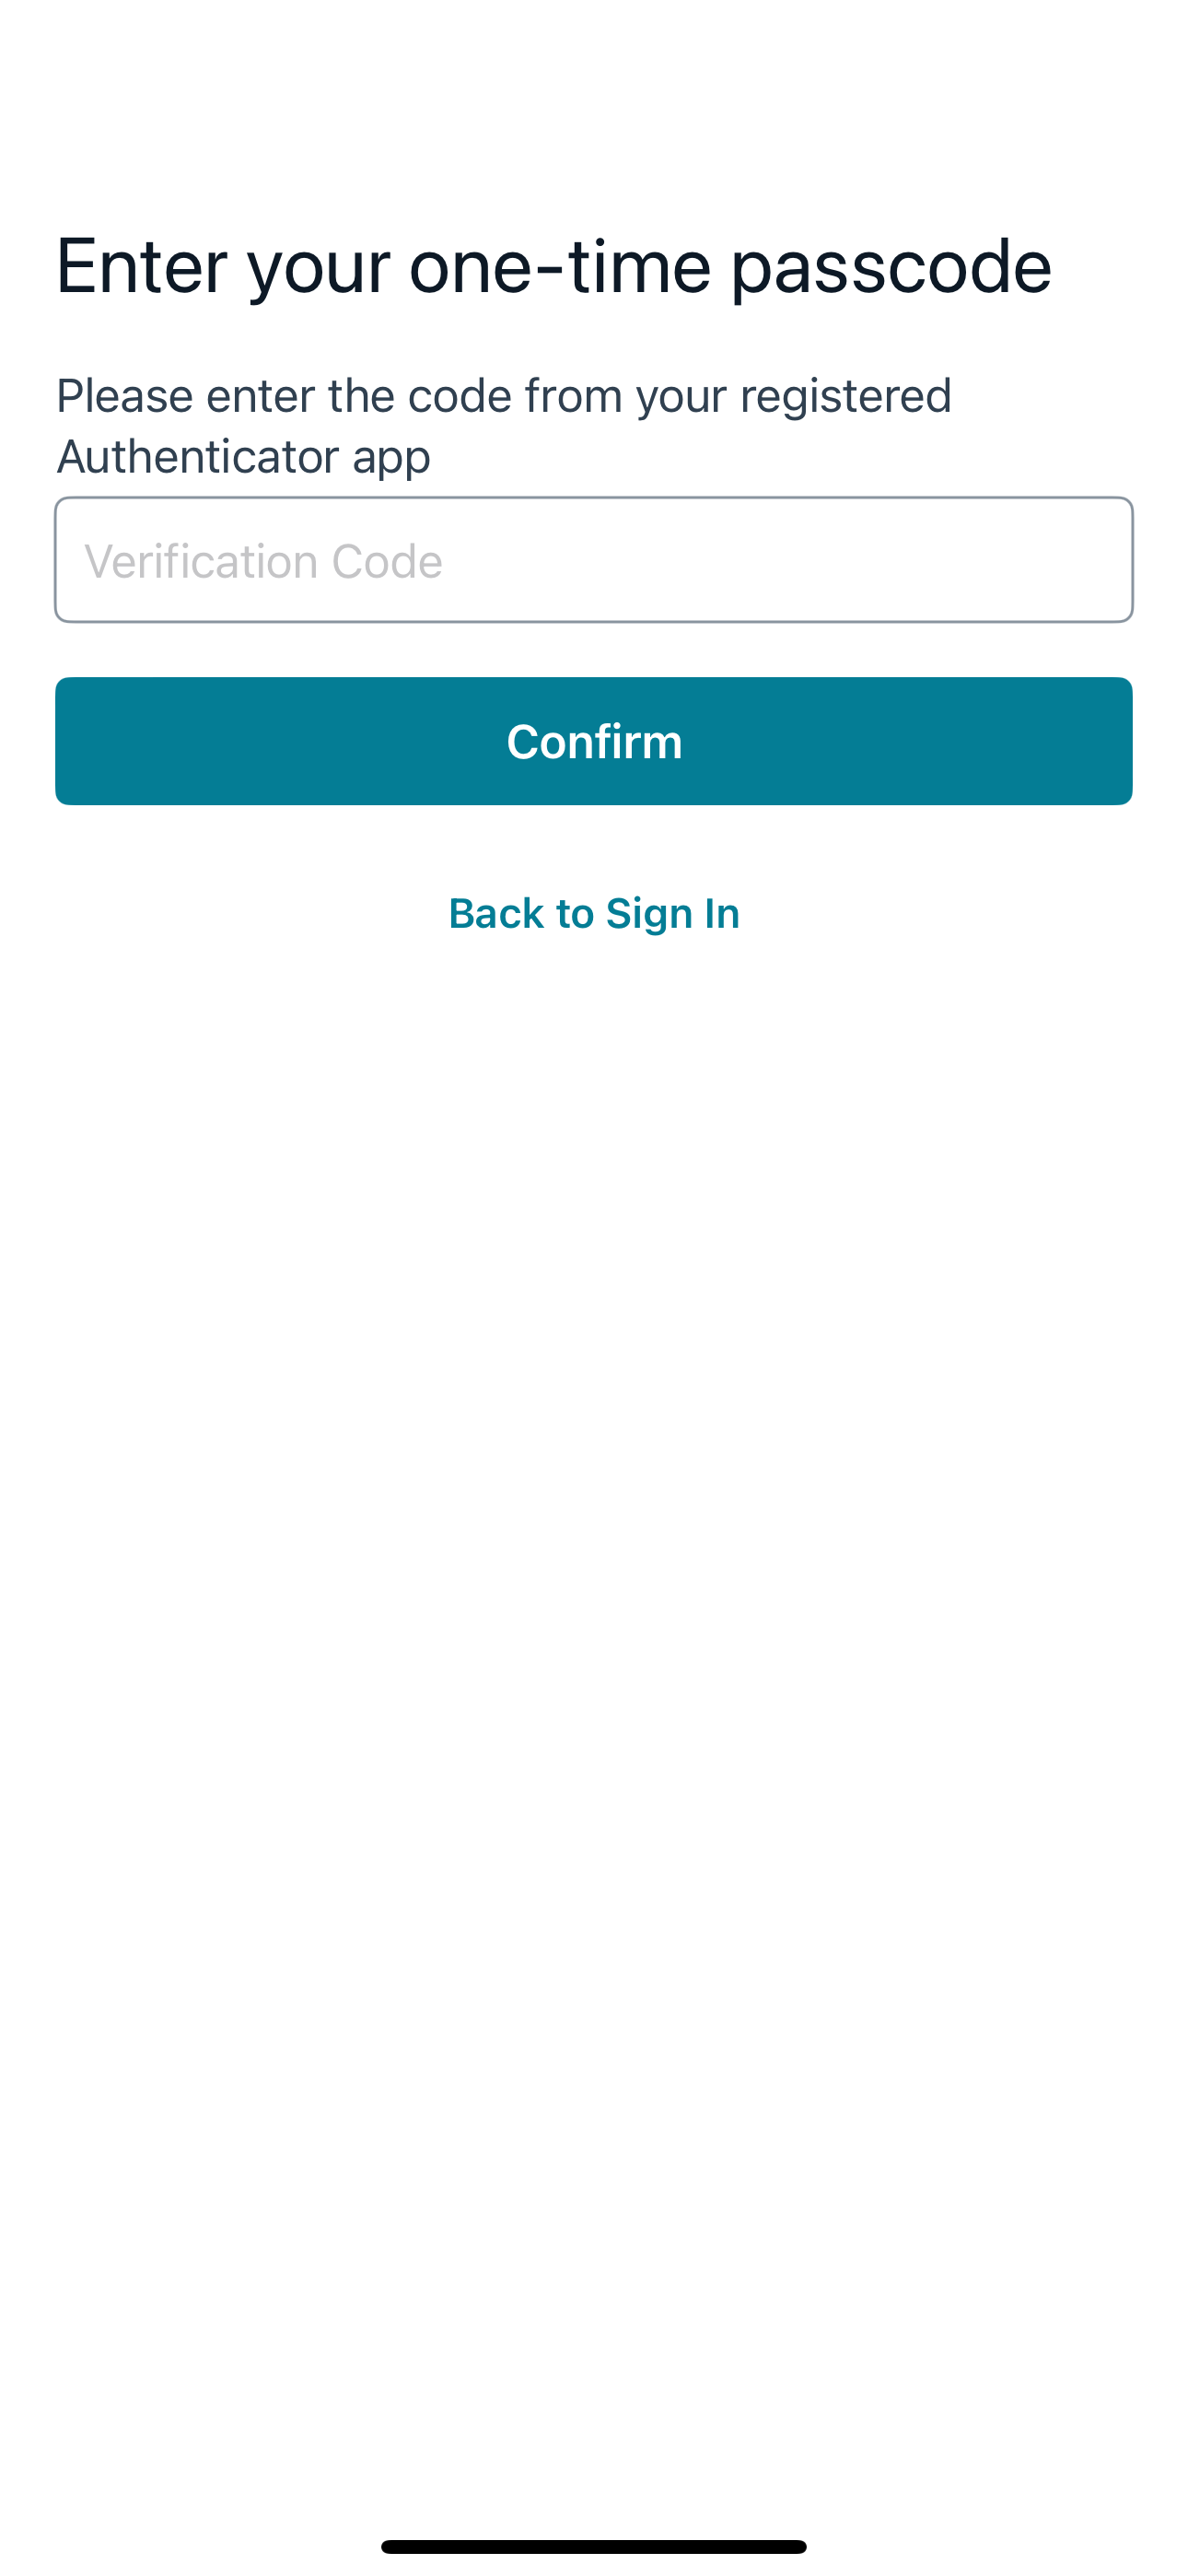 Enter your one-time passcode
Please enter the code from your registered
Authenticator app
Verification Code
Confirm
Back to Sign In